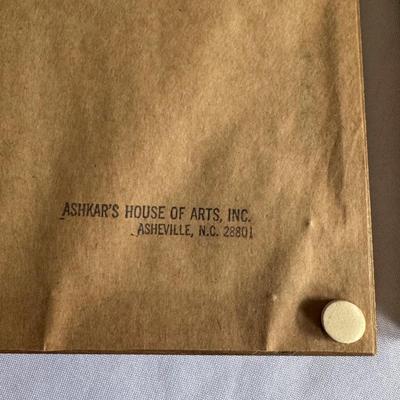 ASHKAR'S HOUSE OF ARTS, INC.
ASHEVILLE, N.C. 28801